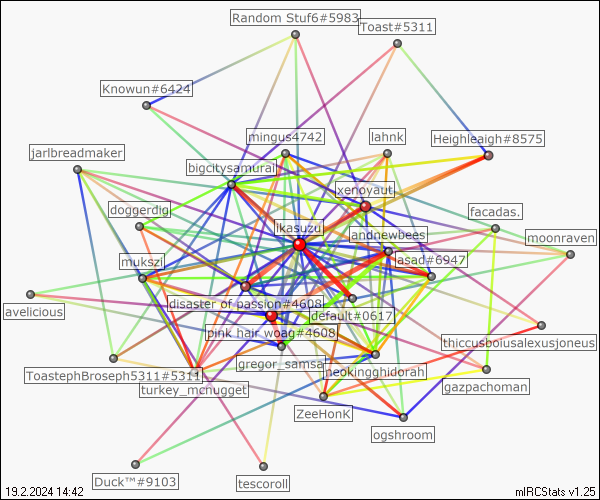 Random Stuf6#5983
Toast#5311
Knowun#6424
mingus4742
lahnk
Heighleaigh#8575
jarlbreadmaker
bigcitysamurai
xenoyaut
doggerdig
ikasuzu
facadas.
andnewbees
moonraven
mukszi
lasad#6947
avelicious
disaster of passion#4608
default#0617
pink hair woag#4608
thiccusboiusalexusjoneus
gregor_samsa
neokingghidorah
ToastephBroseph5311#5311
turkey_mcnugget
gazpachoman
ZeeHonK
ogshroom
Duck™#9103
tescoroll
19.2.2024 14:42
mIRCStats v1.25